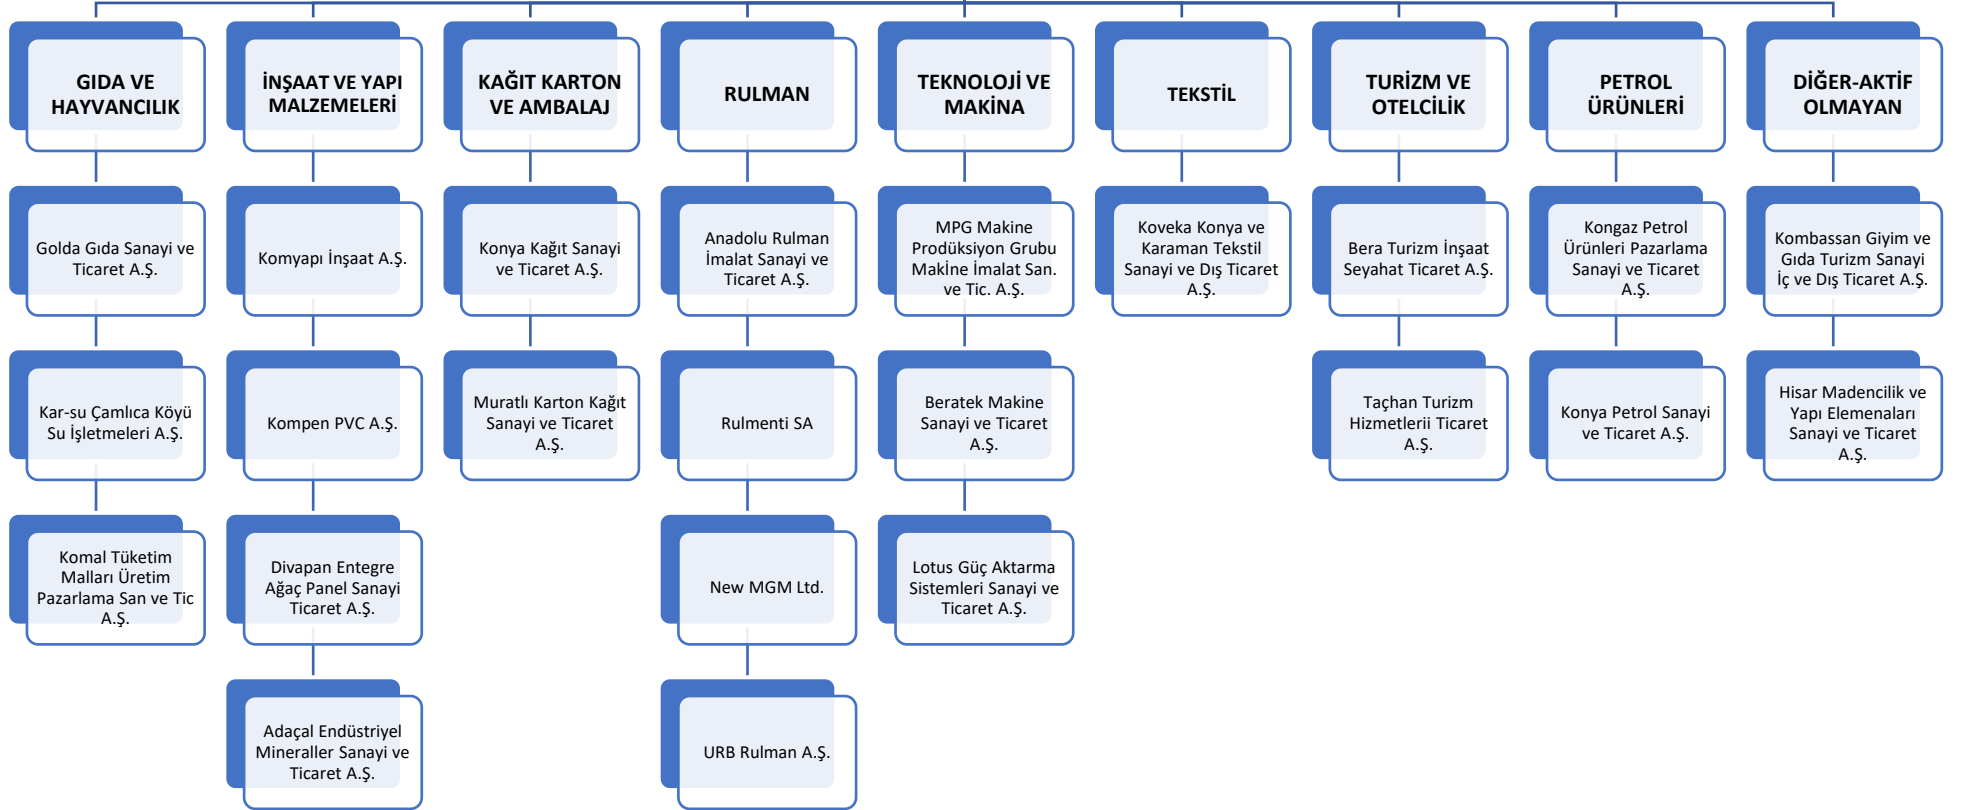 GIDA VE
HAYVANCILIK
İNŞAAT VE YAPI
MALZEMELERİ
KAĞIT KARTON
VE AMBALAJ
RULMAN
TEKNOLOJİ VE
MAKİNA
TEKSTİL
TURİZM VE
OTELCİLİK
PETROL
ÜRÜNLERİ
DİĞER-AKTİF
OLMAYAN
Golda Gıda Sanayi ve
Ticaret A.Ş.
Komyapı İnşaat A.Ş.
Konya Kağıt Sanayi
ve Ticaret A.Ş.
Anadolu Rulman
İmalat Sanayi ve
Ticaret A.Ş.
MPG Makine
Prodüksiyon Grubu
Makİne İmalat San.
ve Tic. A.Ş.
Koveka Konya ve
Karaman Tekstil
Sanayi ve Dış Ticaret
A.Ş.
Bera Turizm İnşaat
Seyahat Ticaret A.Ş.
Kongaz Petrol
Ürünleri Pazarlama
Sanayi ve Ticaret
A.Ş.
Kombassan Giyim ve
Gıda Turizm Sanayi
İç ve Dış Ticaret A.Ş.
Kar-su Çamlıca Köyü
Su İşletmeleri A.Ş.
Kompen PVC A.Ş.
Muratlı Karton Kağıt
Sanayi ve Ticaret
A.Ş.
Rulmenti SA
Beratek Makine
Sanayi ve Ticaret
A.Ş.
Taçhan Turizm
Hizmetlerii Ticaret
A.Ş.
Konya Petrol Sanayi
ve Ticaret A.Ş.
Hisar Madencilik ve
Yapı Elemenaları
Sanayi ve Ticaret
A.Ş.
Komal Tüketim
Malları Üretim
Pazarlama San ve Tic
A.Ş.
Divapan Entegre
Ağaç Panel Sanayi
Ticaret A.Ş.
New MGM Ltd.
Lotus Güç Aktarma
Sistemleri Sanayi ve
Ticaret A.Ş.
Adaçal Endüstriyel
Mineraller Sanayi ve
Ticaret A.Ş.
URB Rulman A.Ş.